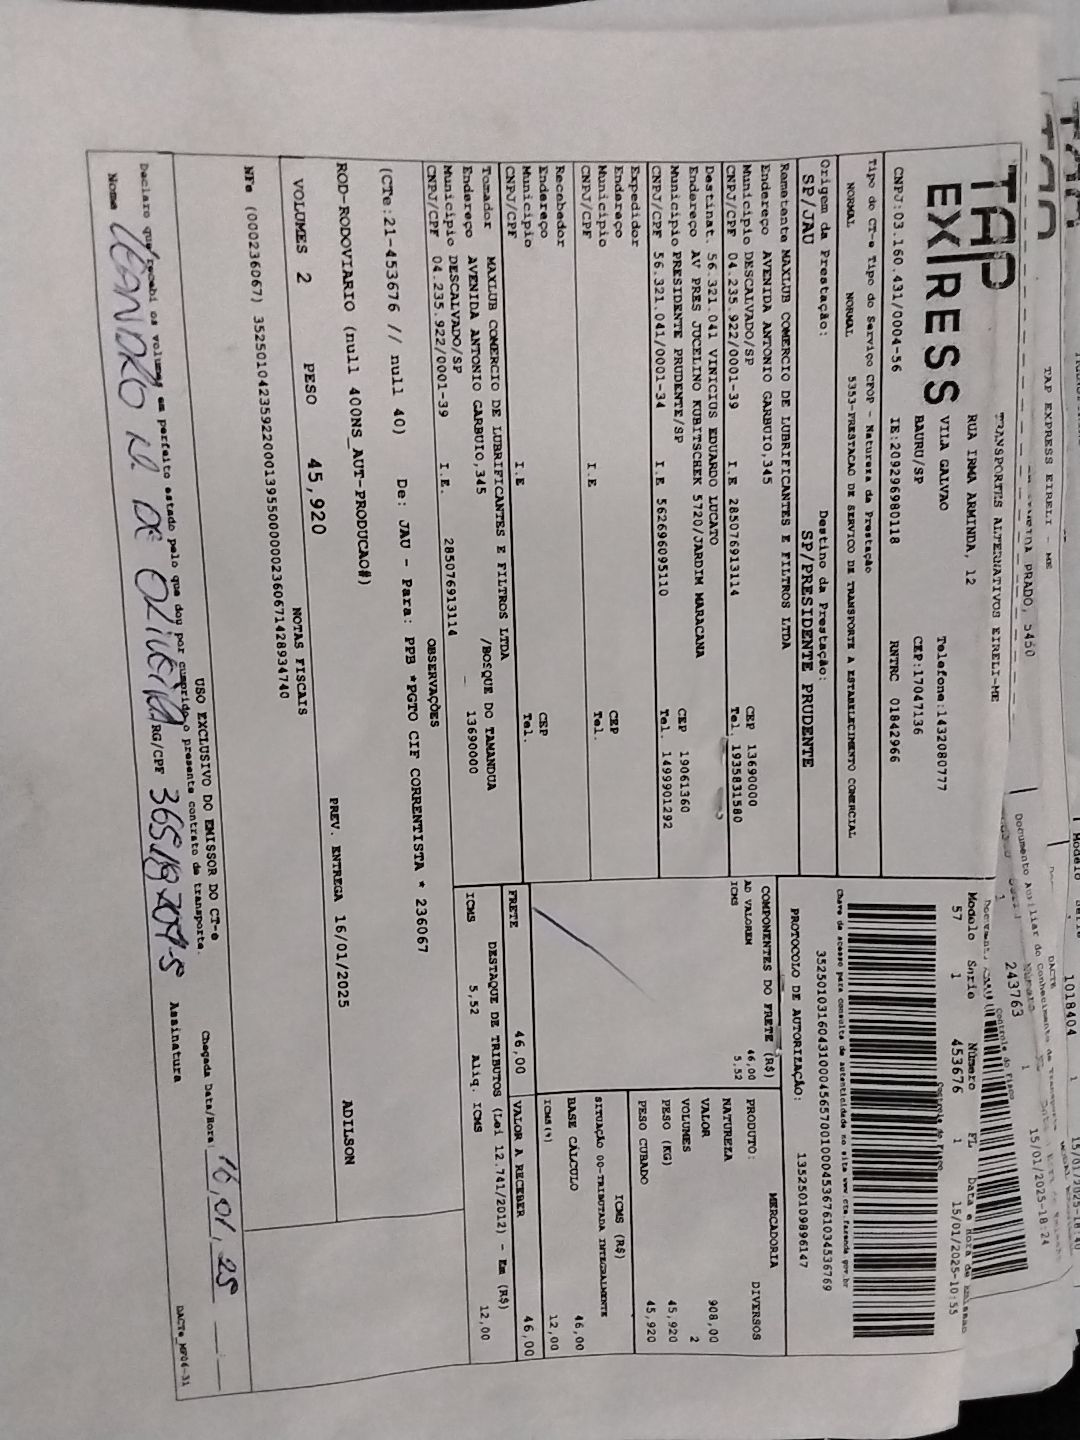 TAP EXPRESS EIRELI - ME
1018404
1
243763
15/01/2025-18:24
TAP
EXPRESS
TRANSPORTES ALTERNATIVOS EIRELI-ME
RUA IRMA ARMINDA, 12
VILA GALVAO
BAURU/SP
Telefone:1432080777
CEP:17047136
CNPJ:03.160.431/0004-56 IE:209296980118 RNTRC 01842966
Modelo Serie Número FL Data e Hora de Emissao
57 1 453676 1 15/01/2025-10:55
Controle do Fisco
Tipo do CT-e Tipo do Serviço CFOP - Natureza da Prestação
NORMAL NORMAL 5353-PRESTACAO DE SERVICO DE TRANSPORTE A ESTABELECIMENTO COMERCIAL
Chave de acesso para consulta de autenticidade no site www.cte.fazenda.gov.br
35250103160431000456570010004536761034536769
Origem da Prestação: Destino da Prestação:
SP/JAU SP/PRESIDENTE PRUDENTE
PROTOCOLO DE AUTORIZAÇÃO: 135250109896147
Remetente MAXLUB COMERCIO DE LUBRIFICANTES E FILTROS LTDA
Endereço AVENIDA ANTONIO GARBUIO,345
Município DESCALVADO/SP CEP 13690000
CNPJ/CPF 04.235.922/0001-39 I.E 285076913114 Tel. 1935831580
Destinat. 56.321.041 VINICIUS EDUARDO LUCATO
Endereço AV PRES JUCELINO KUBITSCHEK 5720/JARDIM MARACANA
Município PRESIDENTE PRUDENTE/SP CEP 19061360
CNPJ/CPF 56.321.041/0001-34 I.E 562696095110 Tel. 1499901292
Expedidor
Endereço
Município CEP
CNPJ/CPF I.E Tel.
Recebedor
Endereço
Município CEP
CNPJ/CPF I.E Tel.
Tomador MAXLUB COMERCIO DE LUBRIFICANTES E FILTROS LTDA
Endereço AVENIDA ANTONIO GARBUIO,345 /BOSQUE DO TAMANDUA
Município DESCALVADO/SP 13690000
CNPJ/CPF 04.235.922/0001-39 I.E. 285076913114
COMPONENTES DO FRETE (R$)
AD VALOREM 46,00
ICMS 5,52
MERCADORIA
PRODUTO: DIVERSOS
NATUREZA
VALOR 908,00
VOLUMES 2
PESO (KG) 45,920
PESO CUBADO 45,920
ICMS (R$)
SITUAÇÃO 00-TRIBUTADA INTEGRALMENTE
BASE CÁLCULO 46,00
ICMS(%) 12,00
FRETE 46,00 VALOR A RECEBER 46,00
DESTAQUE DE TRIBUTOS (Lei 12.741/2012) - Em (R$)
ICMS 5,52 Aliq. ICMS 12,00
OBSERVAÇÕES
(CTe:21-453676 // null 40) De: JAU - Para: PPB *PGTO CIF CORRENTISTA * 236067
ROD-RODOVIARIO (null 400NS_AUT-PRODUCAO#)
PREV. ENTREGA 16/01/2025 ADILSON
VOLUMES 2 PESO 45,920
NOTAS FISCAIS
NFe (000236067) 35250104235922000139550000002360671428934740
USO EXCLUSIVO DO EMISSOR DO CT-e
Declaro que recebi os volumes em perfeito estado pelo que dou por cumprido o presente contrato de transporte.
Chegada Data/Hora: 16,01,25
Nome LEANDRO N. DE OLIVEIRA RG/CPF Assinatura
DACTe_MF04-31